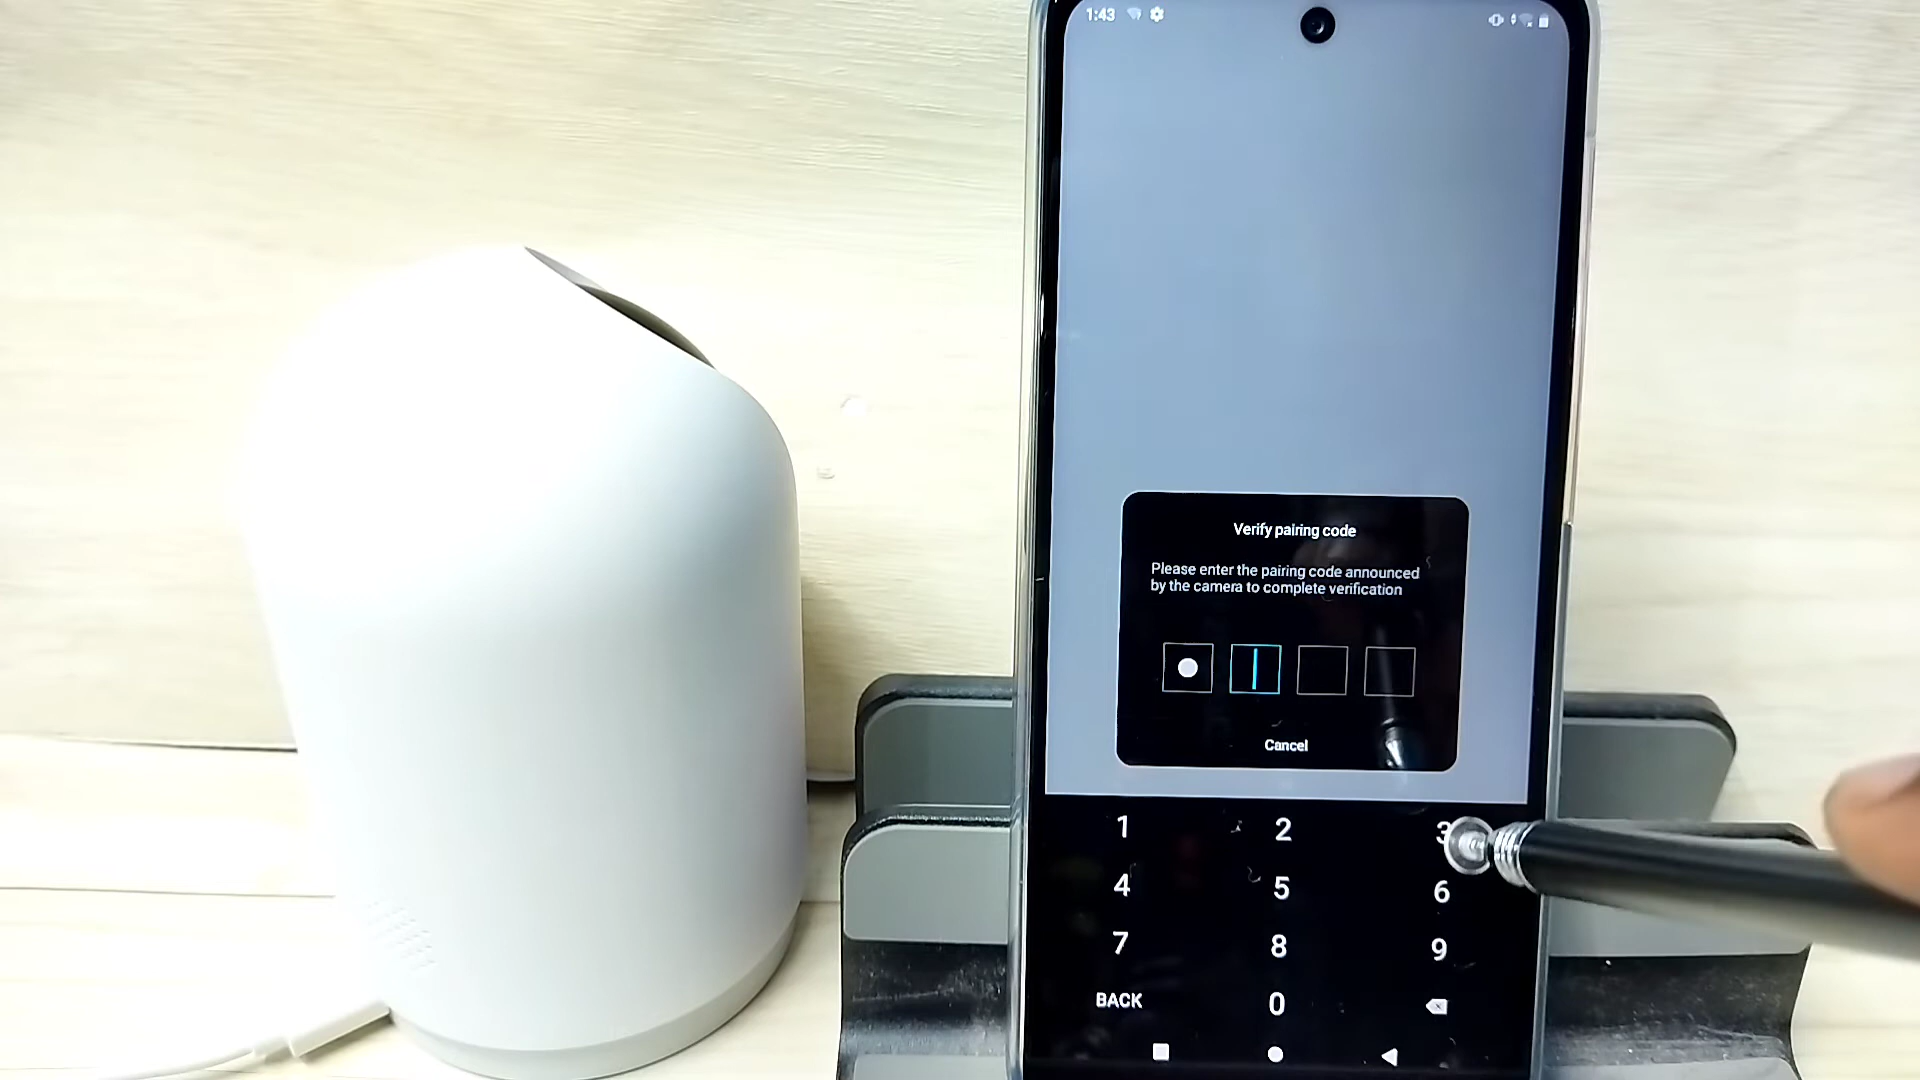 1:43
Verify pairing code
Please enter the pairing code announced
by the camera to complete verification
Cancel
1 2 3
4 5 6
7 8 9
BACK 0